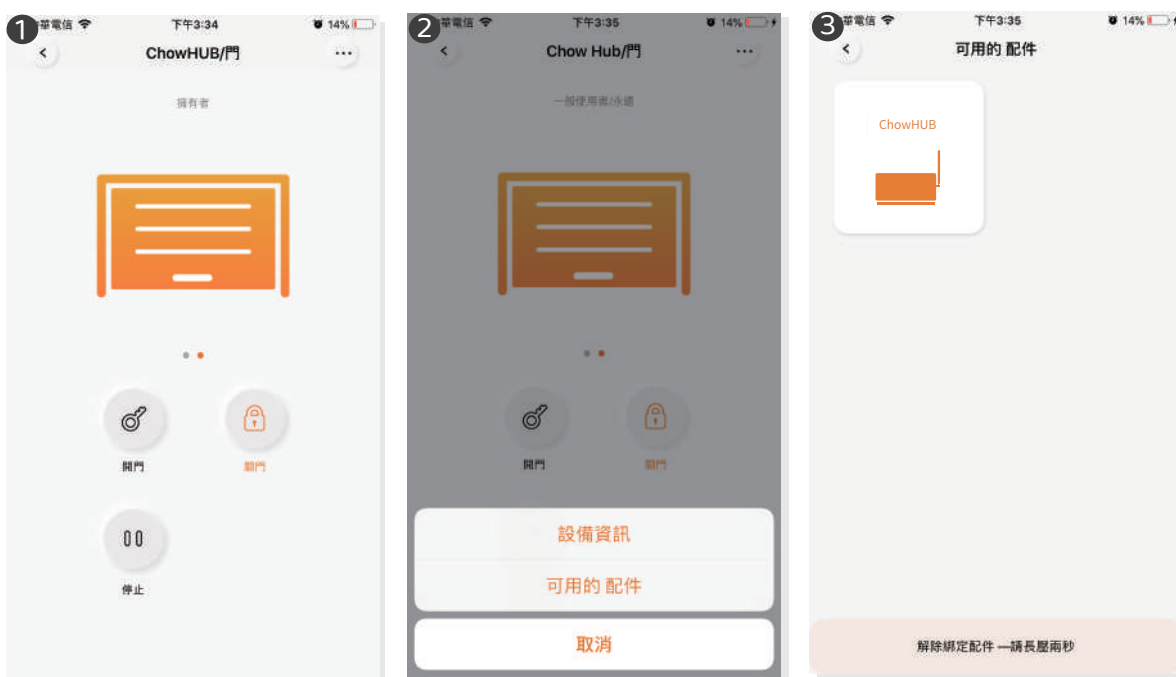 1
華電信
下午3:34
14%
ChowHUB/門
擁有者
開門
關門
停止
2
華電信
下午3:35
14%
Chow Hub/門
一般使用者/永遠
開門
關門
設備資訊
可用的 配件
取消
3
華電信
下午3:35
14%
可用的 配件
ChowHUB
解除綁定配件 —請長壓兩秒